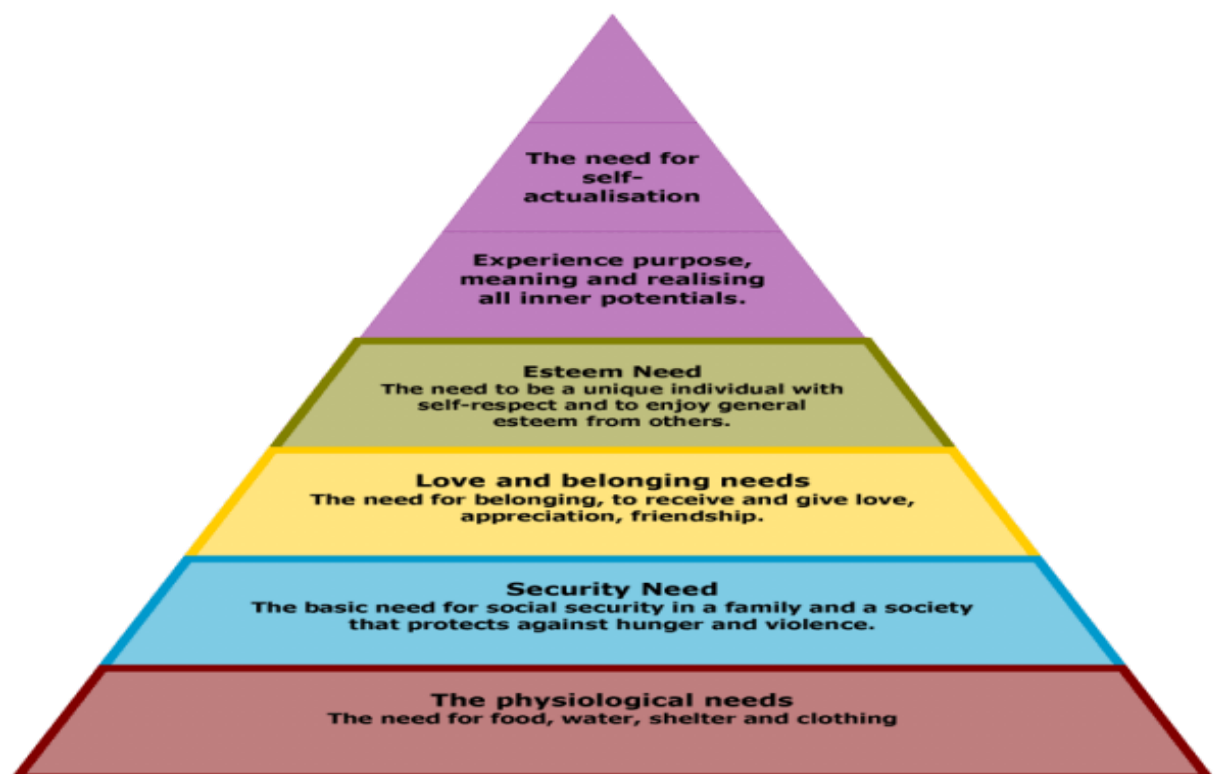 The need for
self-
actualisation
Experience purpose,
meaning and realising
all inner potentials.
Esteem Need
The need to be a unique individual with
self-respect and to enjoy general
esteem from others.
Love and belonging needs
The need for belonging, to receive and give love,
appreciation, friendship.
Security Need
The basic need for social security in a family and a society
that protects against hunger and violence.
The physiological needs
The need for food, water, shelter and clothing